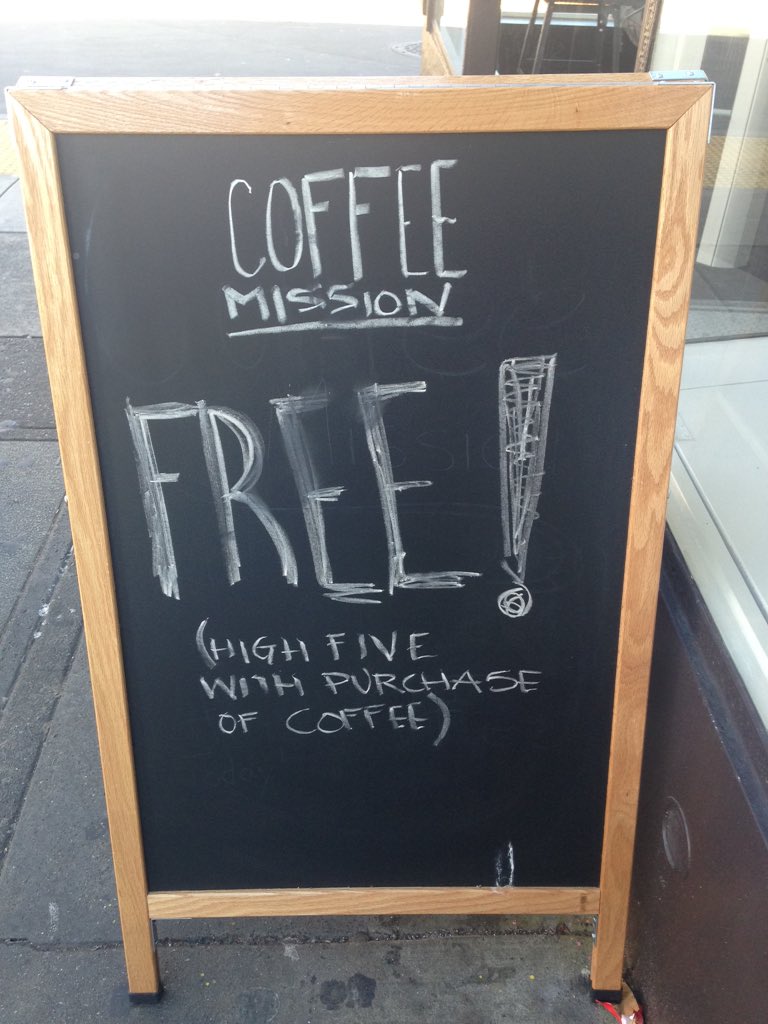 COFFEE
MISSION
FREE!
(HIGH FIVE
WITH PURCHASE
OF COFFEE)